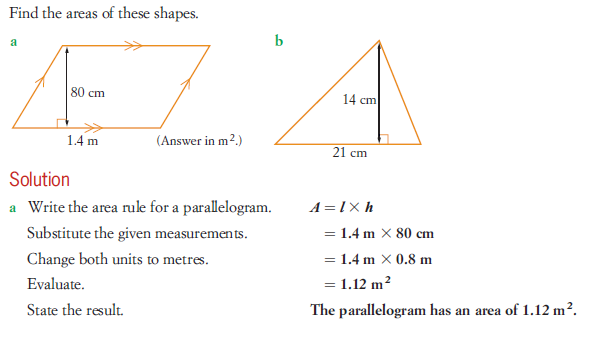 Find the areas of these shapes.
a b
80 cm
14 cm
1.4 m (Answer in m².)
21 cm
Solution
a Write the area rule for a parallelogram. A = l × h
Substitute the given measurements. = 1.4 m × 80 cm
Change both units to metres. = 1.4 m × 0.8 m
Evaluate. = 1.12 m²
State the result. The parallelogram has an area of 1.12 m².